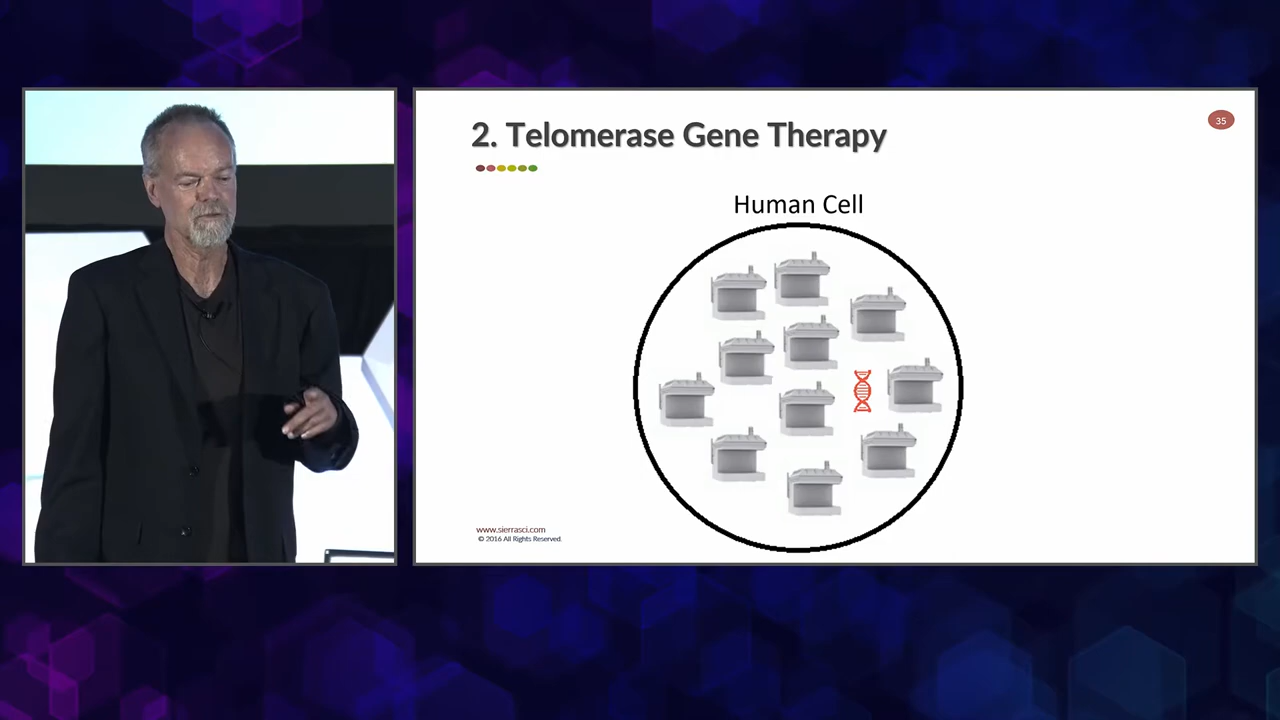 2. Telomerase Gene Therapy
35
Human Cell
www.sierrasci.com
© 2016 All Rights Reserved.